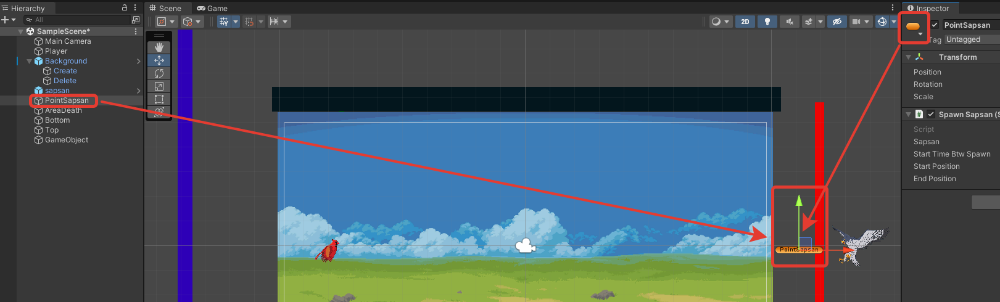 Hierarchy
Scene
Game
Inspector
All
2D
PointSapsan
SampleScene*
Tag Untagged
Main Camera
Player
Background
Transform
Create
Position
Delete
Rotation
sapsan
Scale
PointSapsan
AreaDeath
Spawn Sapsan (S
Bottom
Top
Script
GameObject
Sapsan
Start Time Btw Spawn
Start Position
End Position
PointSapsan